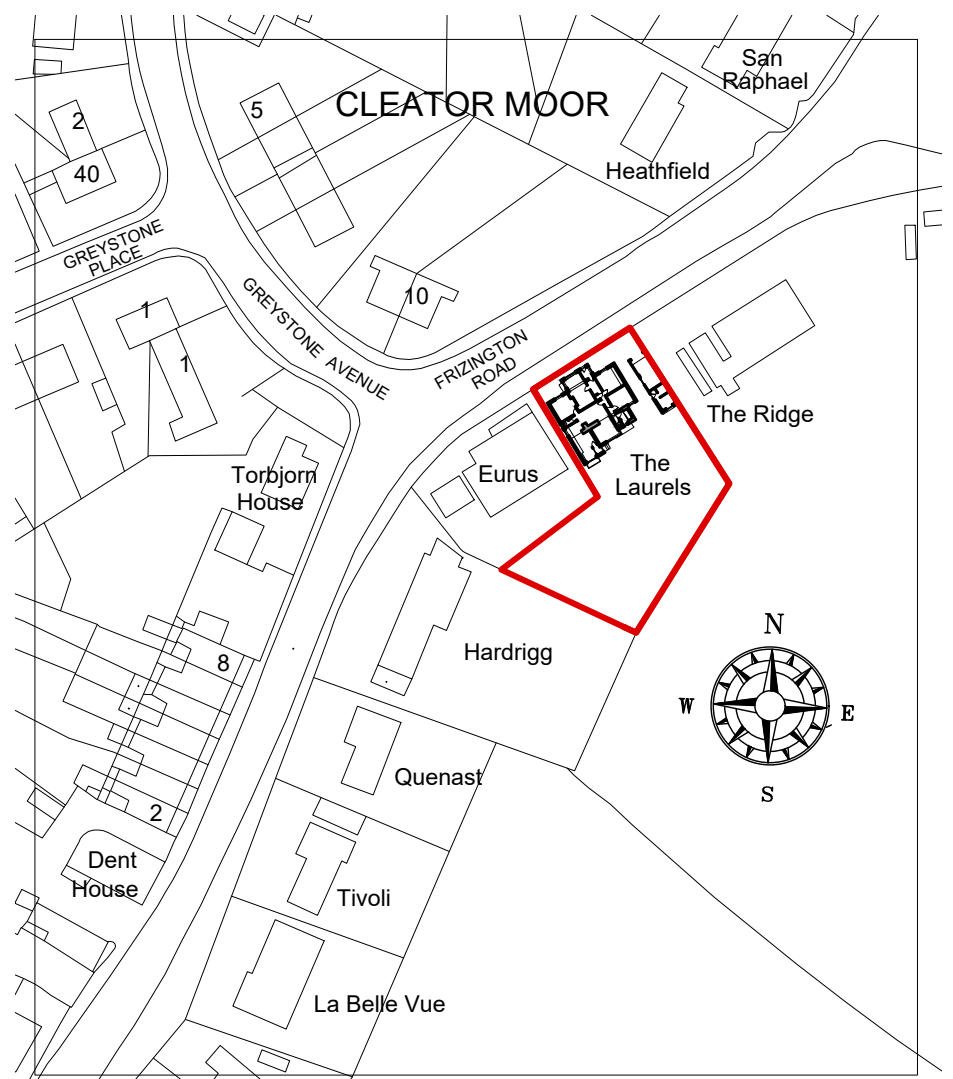 San
Raphael
CLEATOR MOOR
5
2
40
Heathfield
GREYSTONE
PLACE
10
GREYSTONE AVENUE
1
1
FRIZINGTON
ROAD
The Ridge
The
Laurels
Eurus
Torbjorn
House
Hardrigg
8
N
W
E
S
Quenast
2
Dent
House
Tivoli
La Belle Vue